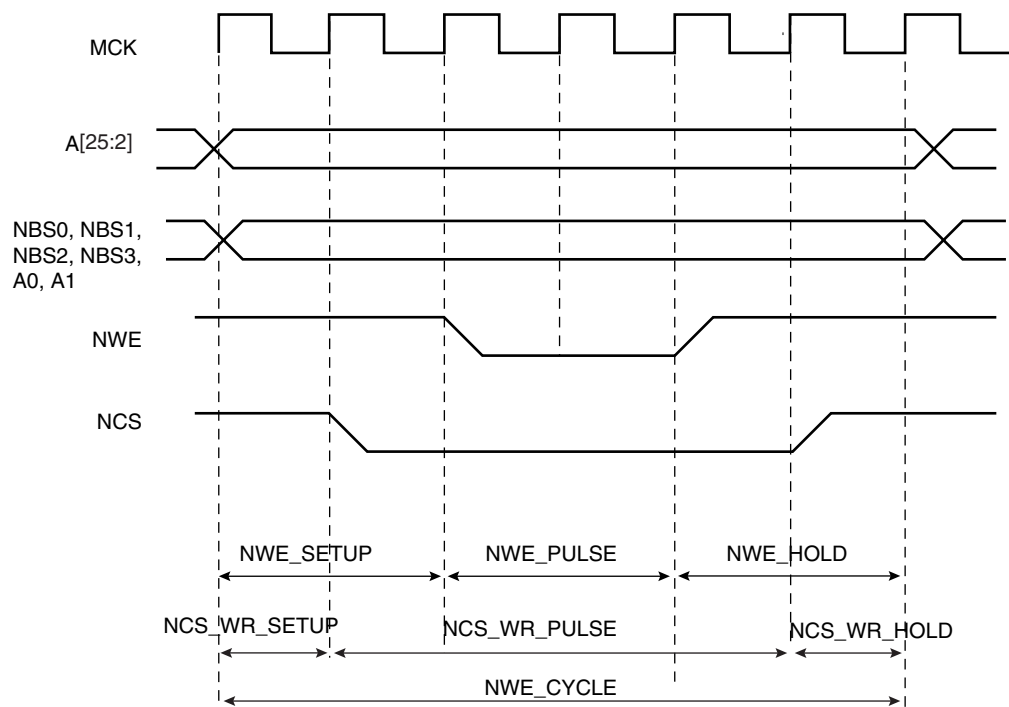 MCK
A[25:2]
NBS0, NBS1,
NBS2, NBS3,
A0, A1
NWE
NCS
NWE_SETUP
NWE_PULSE
NWE_HOLD
NCS_WR_SETUP
NCS_WR_PULSE
NCS_WR_HOLD
NWE_CYCLE